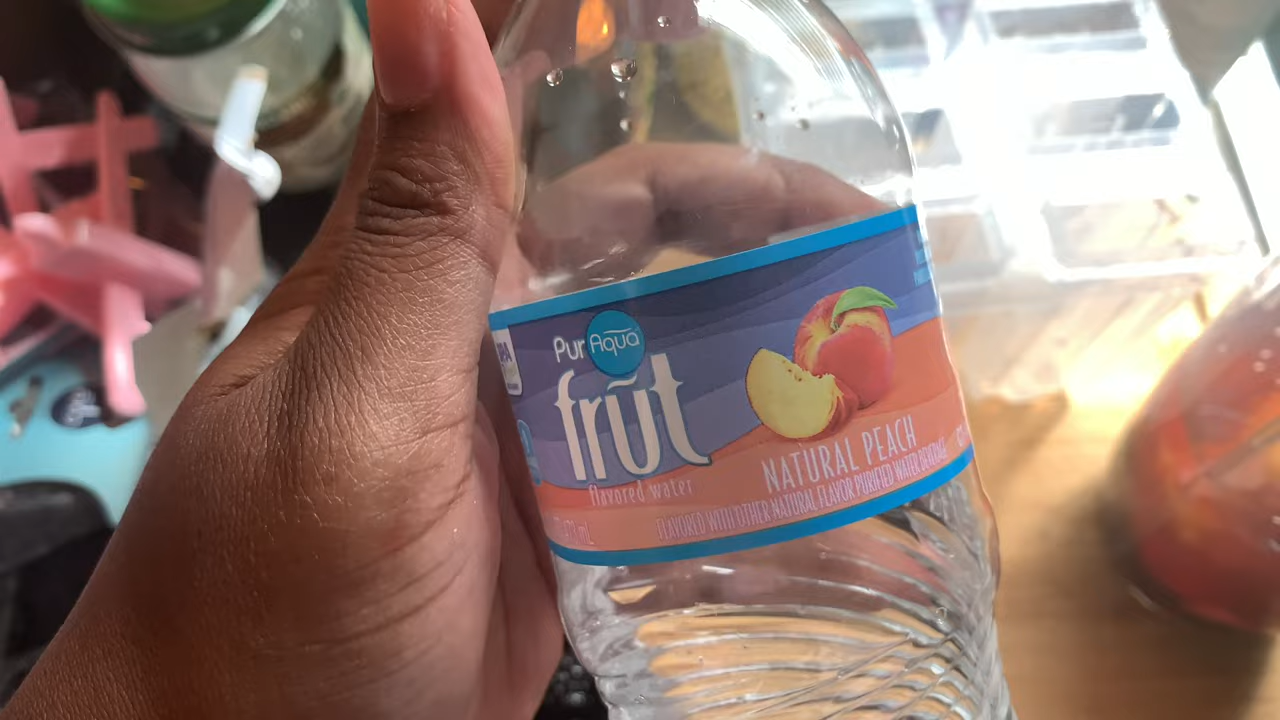 PurAqua
frūt
flavored water
NATURAL PEACH
FLAVORED WITH OTHER NATURAL FLAVOR PURIFIED WATER BEVERAGE